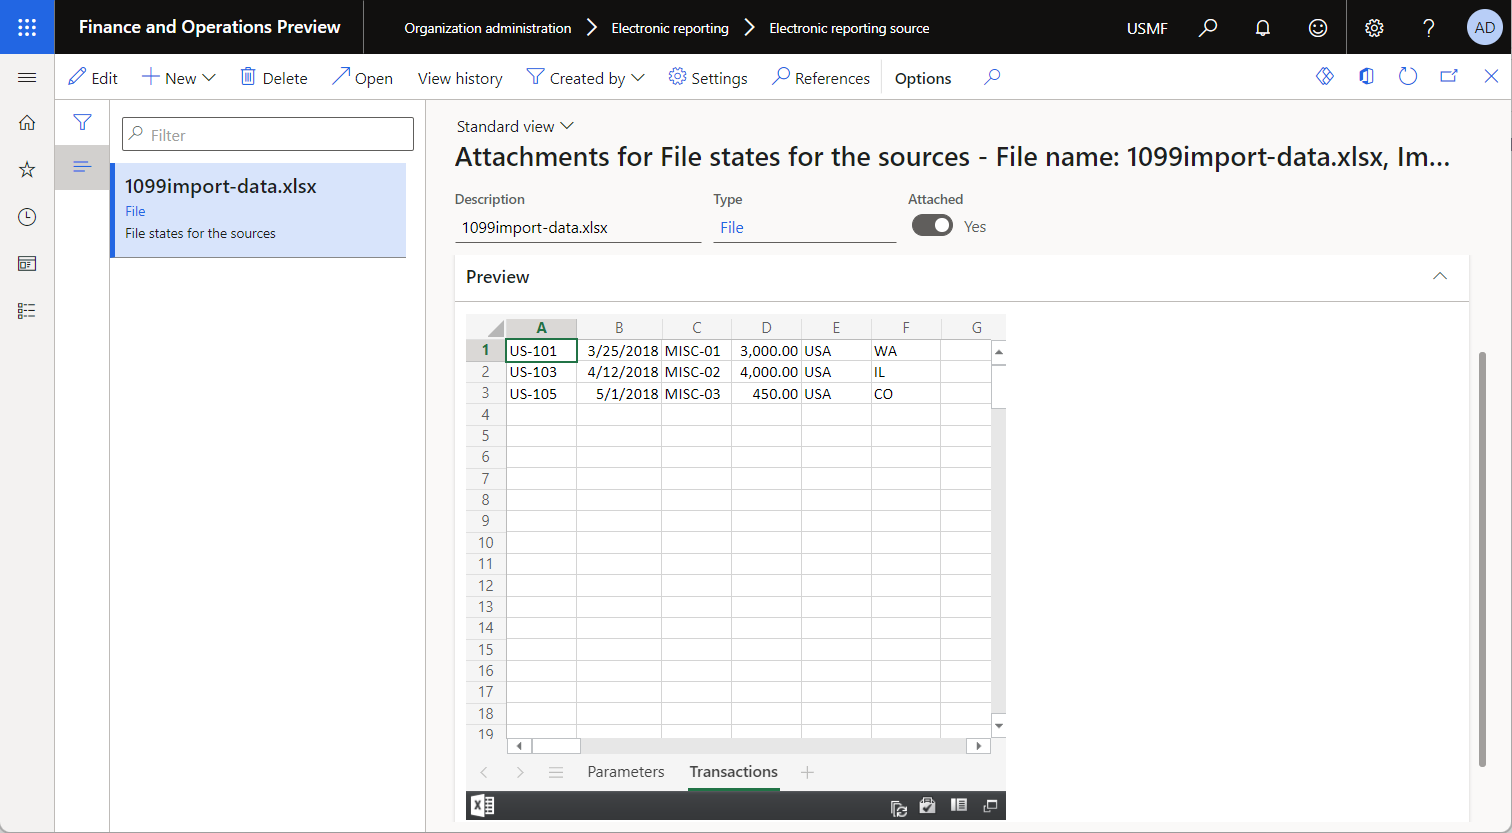 Finance and Operations Preview
Organization administration > Electronic reporting > Electronic reporting source
USMF
?
AD
Edit
New
Delete
Open
View history
Created by
Settings
References
Options
Filter
1099import-data.xlsx
File
File states for the sources
Standard view
Attachments for File states for the sources - File name: 1099import-data.xlsx, Im...
Description
Type
Attached
1099import-data.xlsx
File
Yes
Preview
A B C D E F G
1 US-101 3/25/2018 MISC-01 3,000.00 USA WA
2 US-103 4/12/2018 MISC-02 4,000.00 USA IL
3 US-105 5/1/2018 MISC-03 450.00 USA CO
4
5
6
7
8
9
10
11
12
13
14
15
16
17
18
19
Parameters
Transactions